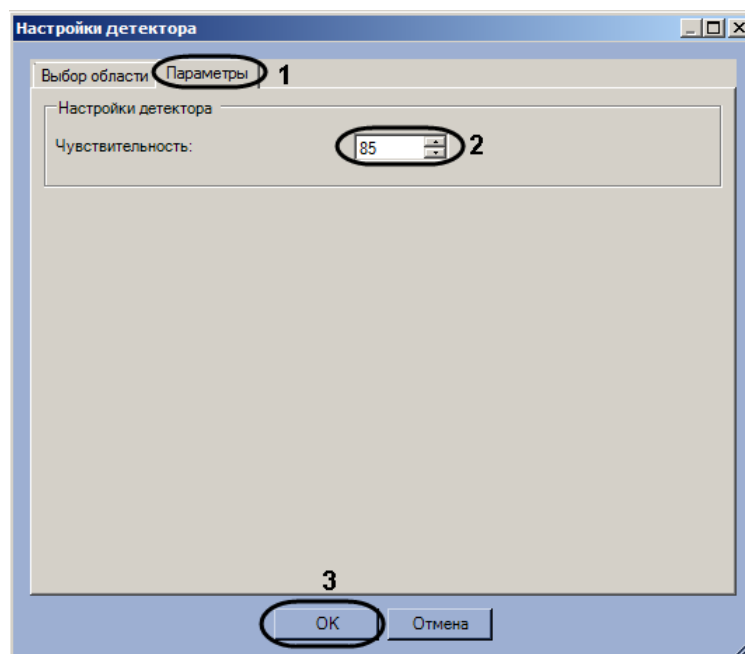 Настройки детектора
Выбор области Параметры 1
Настройки детектора
Чувствительность: 85 2
3
OK Отмена